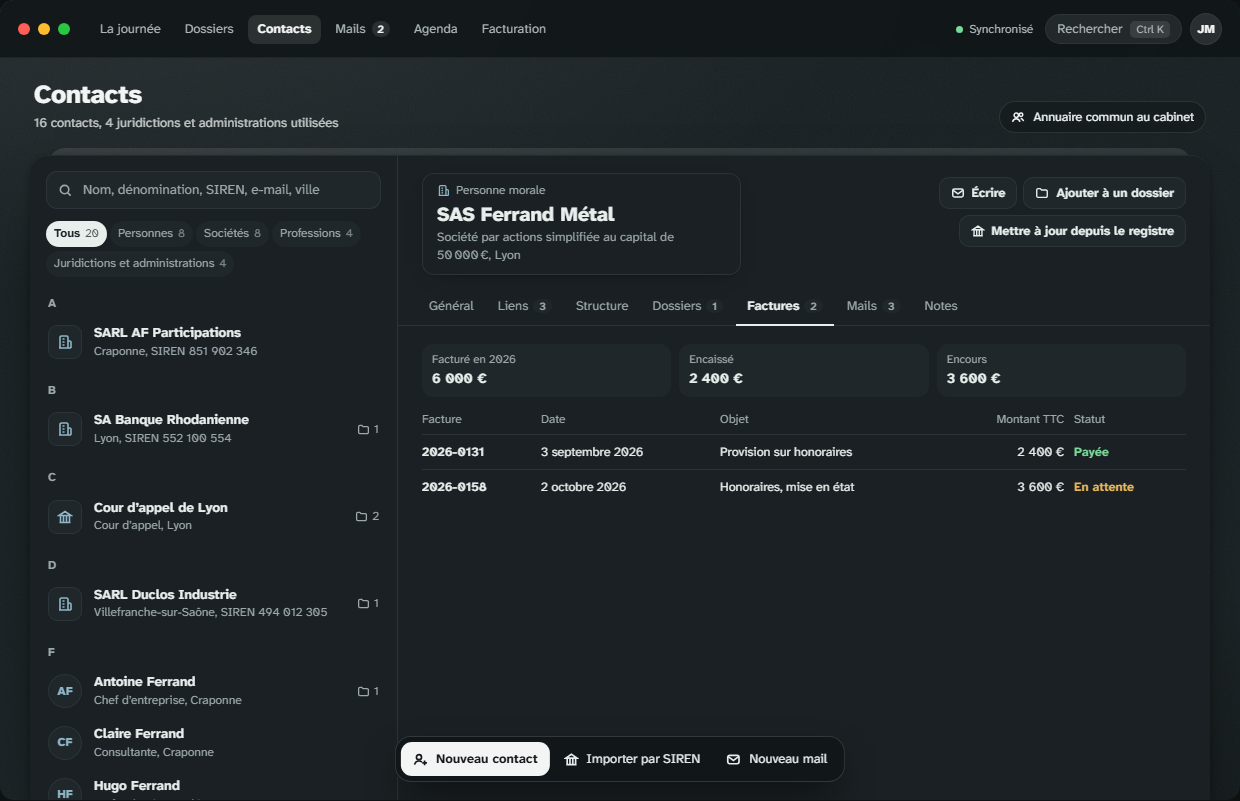 La journée Dossiers Contacts Mails 2 Agenda Facturation Synchronisé Rechercher Ctrl K JM
Contacts
16 contacts, 4 juridictions et administrations utilisées
Annuaire commun au cabinet
Nom, dénomination, SIREN, e-mail, ville
Tous 20 Personnes 8 Sociétés 8 Professions 4
Juridictions et administrations 4
A
SARL AF Participations
Craponne, SIREN 851 902 346
B
SA Banque Rhodanienne
Lyon, SIREN 552 100 554
1
C
Cour d’appel de Lyon
Cour d’appel, Lyon
2
D
SARL Duclos Industrie
Villefranche-sur-Saône, SIREN 494 012 305
1
F
AF
Antoine Ferrand
Chef d’entreprise, Craponne
1
CF
Claire Ferrand
Consultante, Craponne
HF
Hugo Ferrand
Personne morale
SAS Ferrand Métal
Société par actions simplifiée au capital de
50 000 €, Lyon
Écrire Ajouter à un dossier
Mettre à jour depuis le registre
Général Liens 3 Structure Dossiers 1 Factures 2 Mails 3 Notes
Facturé en 2026
6 000 €
Encaissé
2 400 €
Encours
3 600 €
Facture Date Objet Montant TTC Statut
2026-0131 3 septembre 2026 Provision sur honoraires 2 400 € Payée
2026-0158 2 octobre 2026 Honoraires, mise en état 3 600 € En attente
Nouveau contact Importer par SIREN Nouveau mail